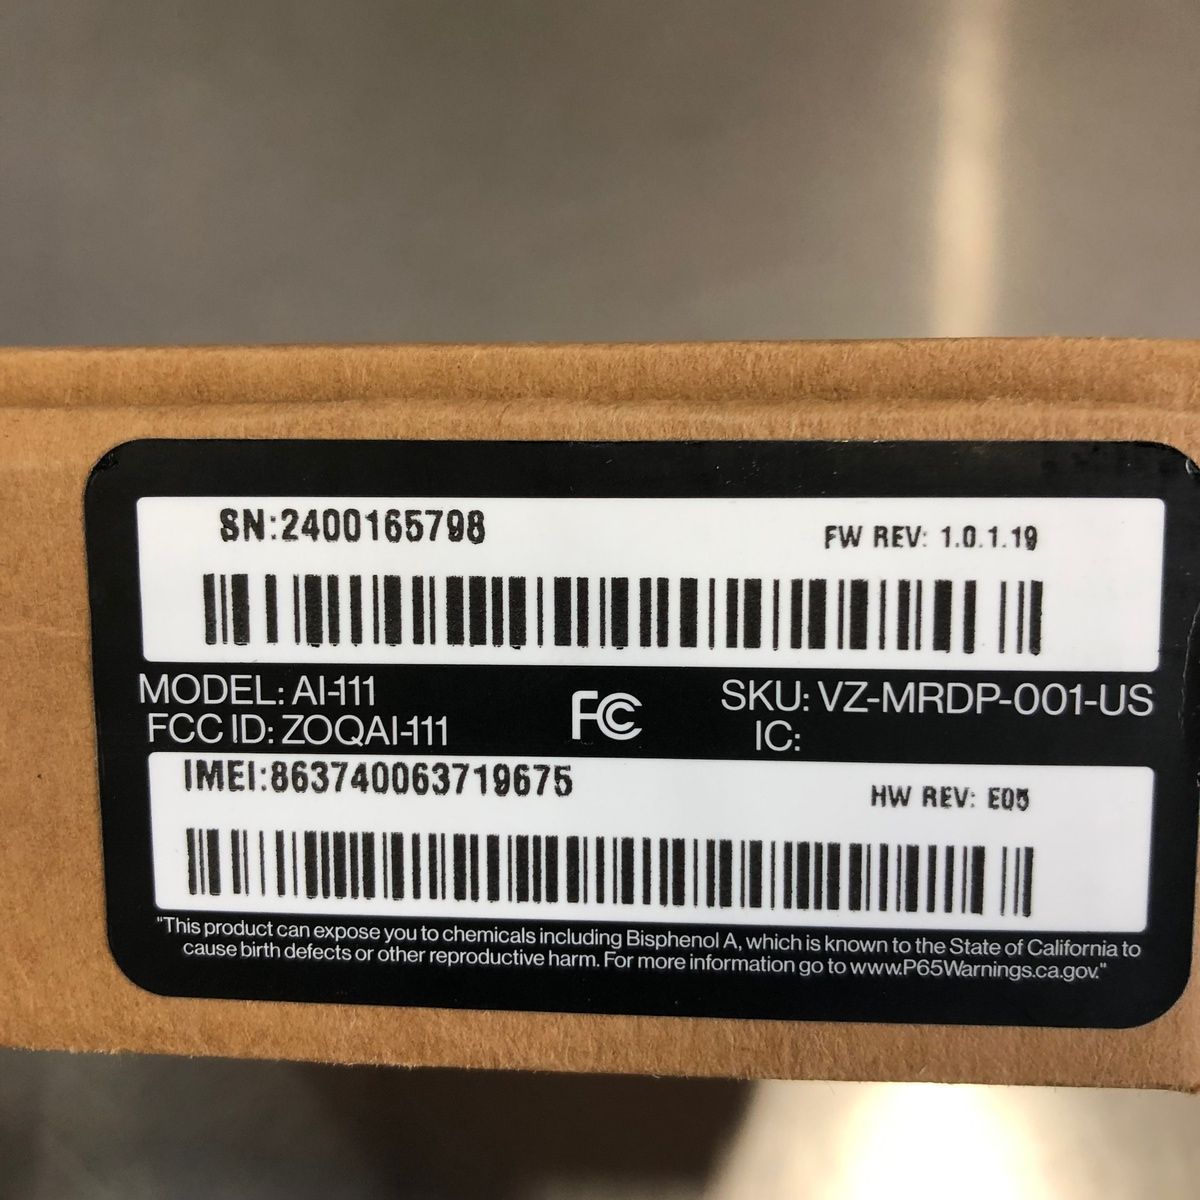 SN:2400165798
FW REV: 1.0.1.19
MODEL: AI-111
FCC ID: ZOQAI-111
FC
SKU: VZ-MRDP-001-US
IC:
IMEI:863740063719675
HW REV: E05
"This product can expose you to chemicals including Bisphenol A, which is known to the State of California to
cause birth defects or other reproductive harm. For more information go to www.P65Warnings.ca.gov."